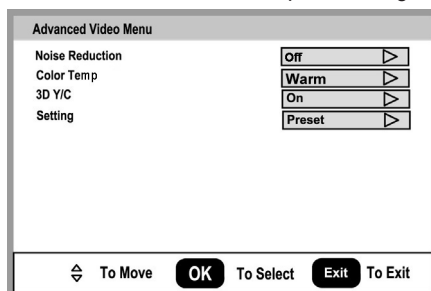 Advanced Video Menu
Noise Reduction Off
Color Temp Warm
3D Y/C On
Setting Preset
To Move OK To Select Exit To Exit